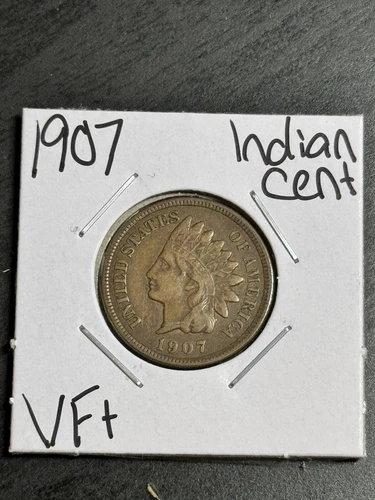 1907
Indian
cent
UNITED STATES OF AMERICA
1907
VF+